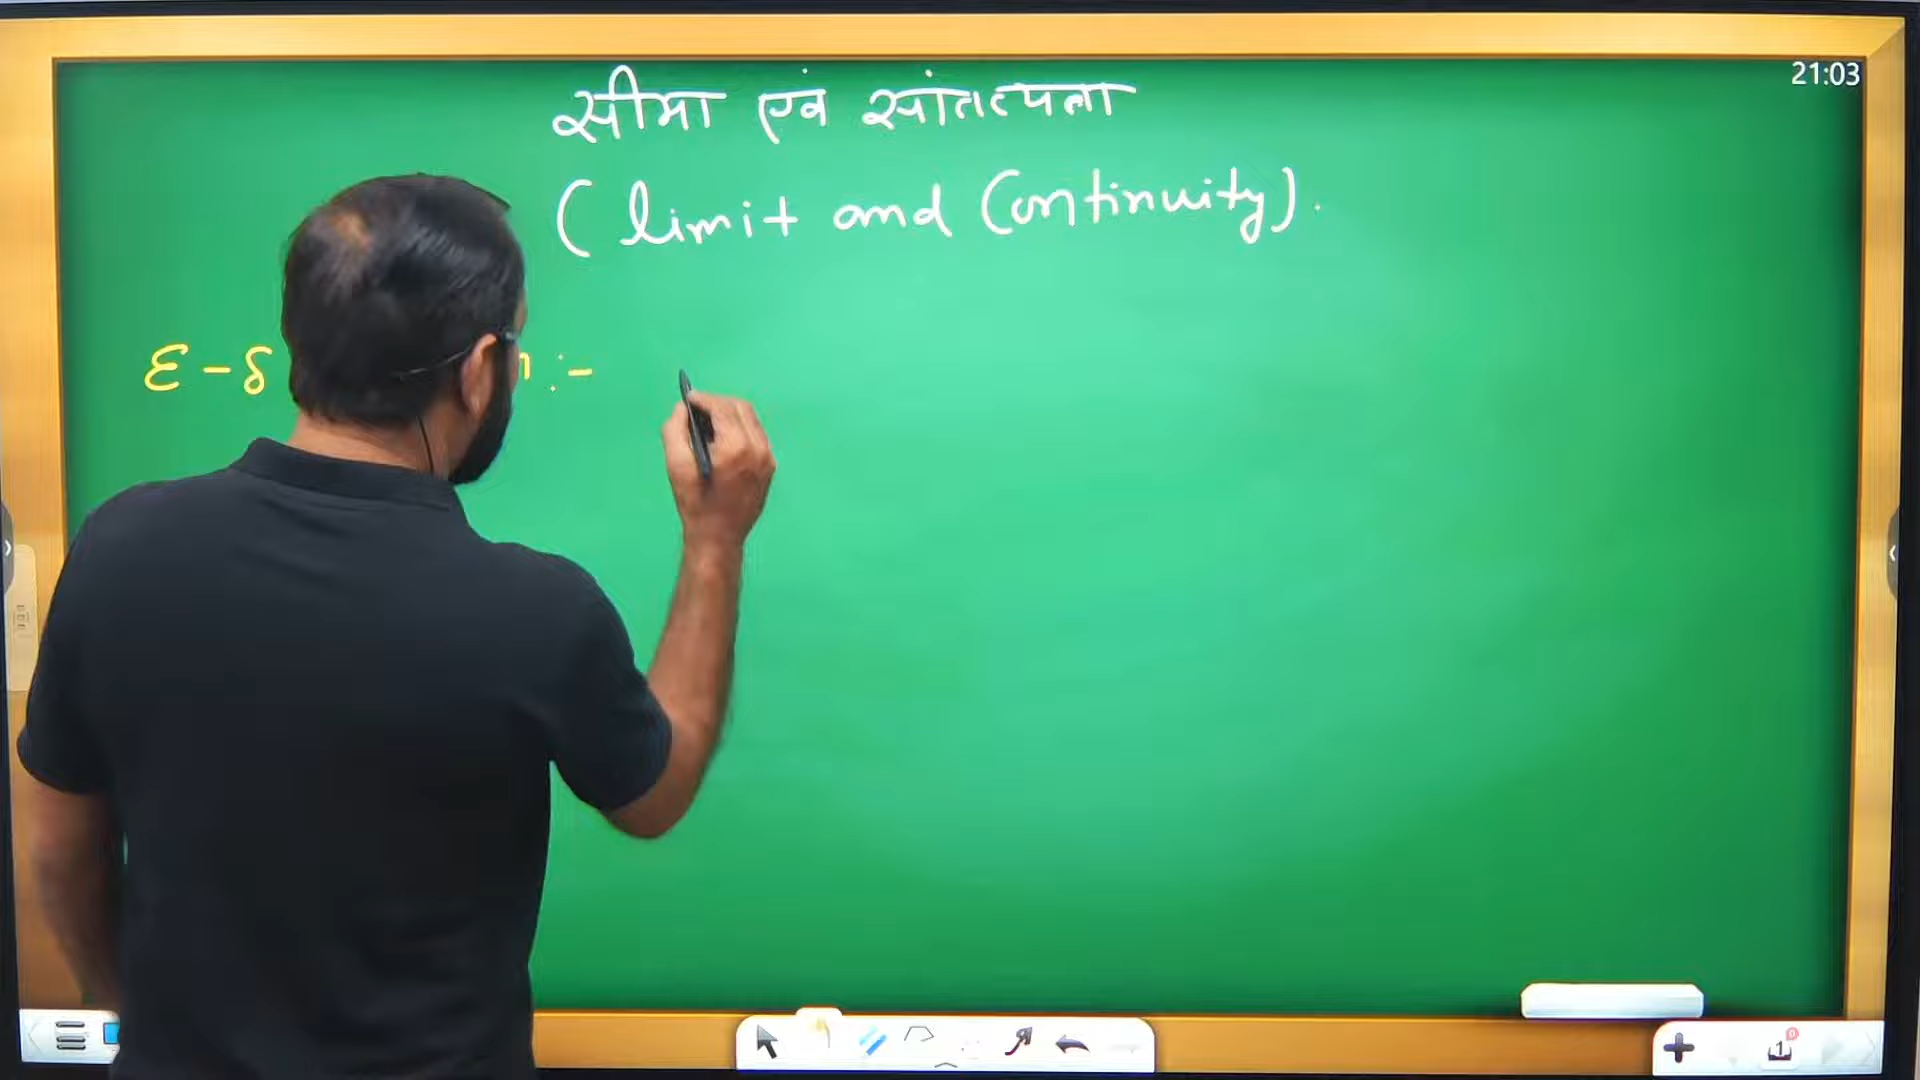 21:03
सीमा एवं सांतत्यता
(limit and Continuity).
ε-δ :-